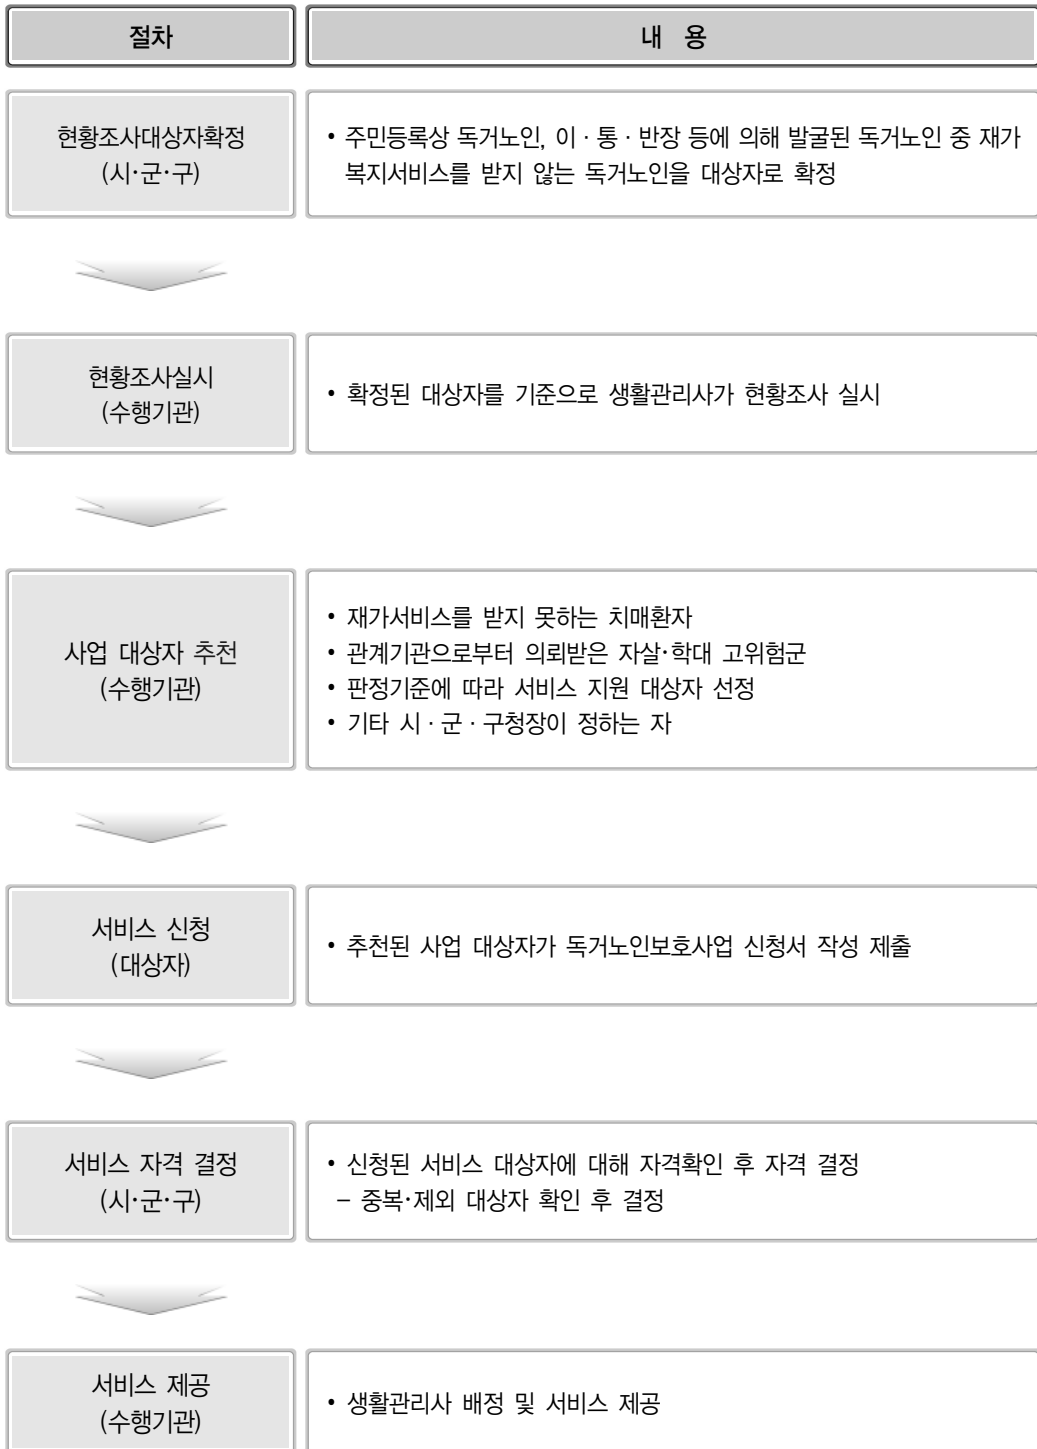 절차
내 용
현황조사대상자확정
(시·군·구)
• 주민등록상 독거노인, 이·통·반장 등에 의해 발굴된 독거노인 중 재가
복지서비스를 받지 않는 독거노인을 대상자로 확정
현황조사실시
(수행기관)
• 확정된 대상자를 기준으로 생활관리사가 현황조사 실시
사업 대상자 추천
(수행기관)
• 재가서비스를 받지 못하는 치매환자
• 관계기관으로부터 의뢰받은 자살·학대 고위험군
• 판정기준에 따라 서비스 지원 대상자 선정
• 기타 시·군·구청장이 정하는 자
서비스 신청
(대상자)
• 추천된 사업 대상자가 독거노인보호사업 신청서 작성 제출
서비스 자격 결정
(시·군·구)
• 신청된 서비스 대상자에 대해 자격확인 후 자격 결정
– 중복·제외 대상자 확인 후 결정
서비스 제공
(수행기관)
• 생활관리사 배정 및 서비스 제공